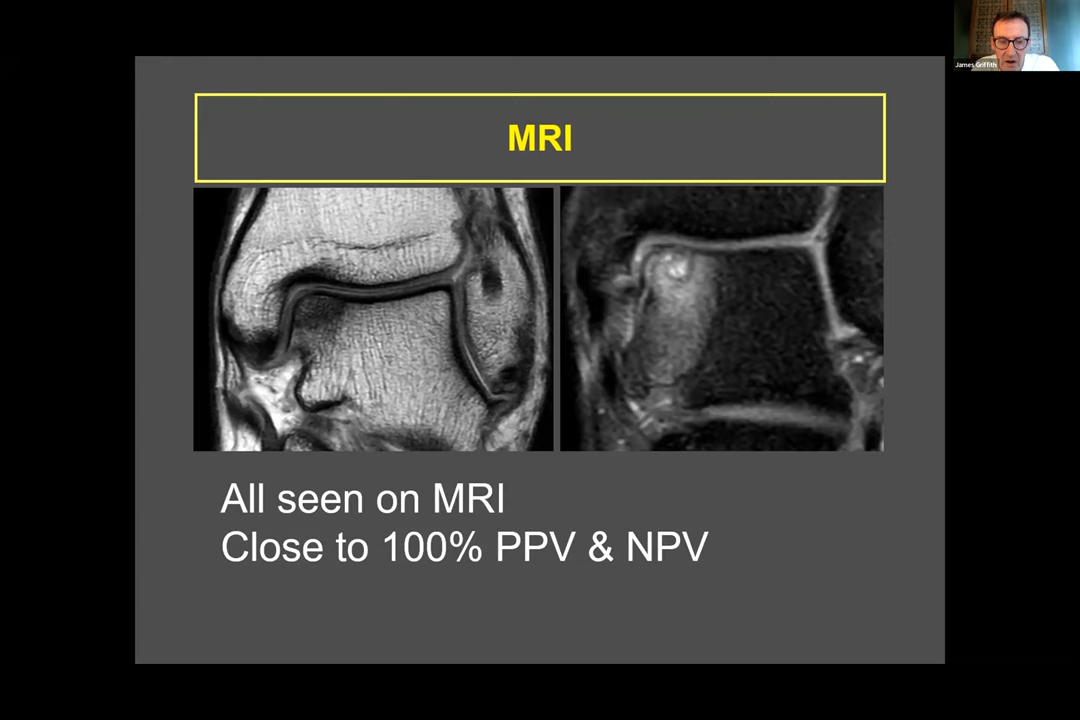 James Griffith
MRI
All seen on MRI
Close to 100% PPV & NPV